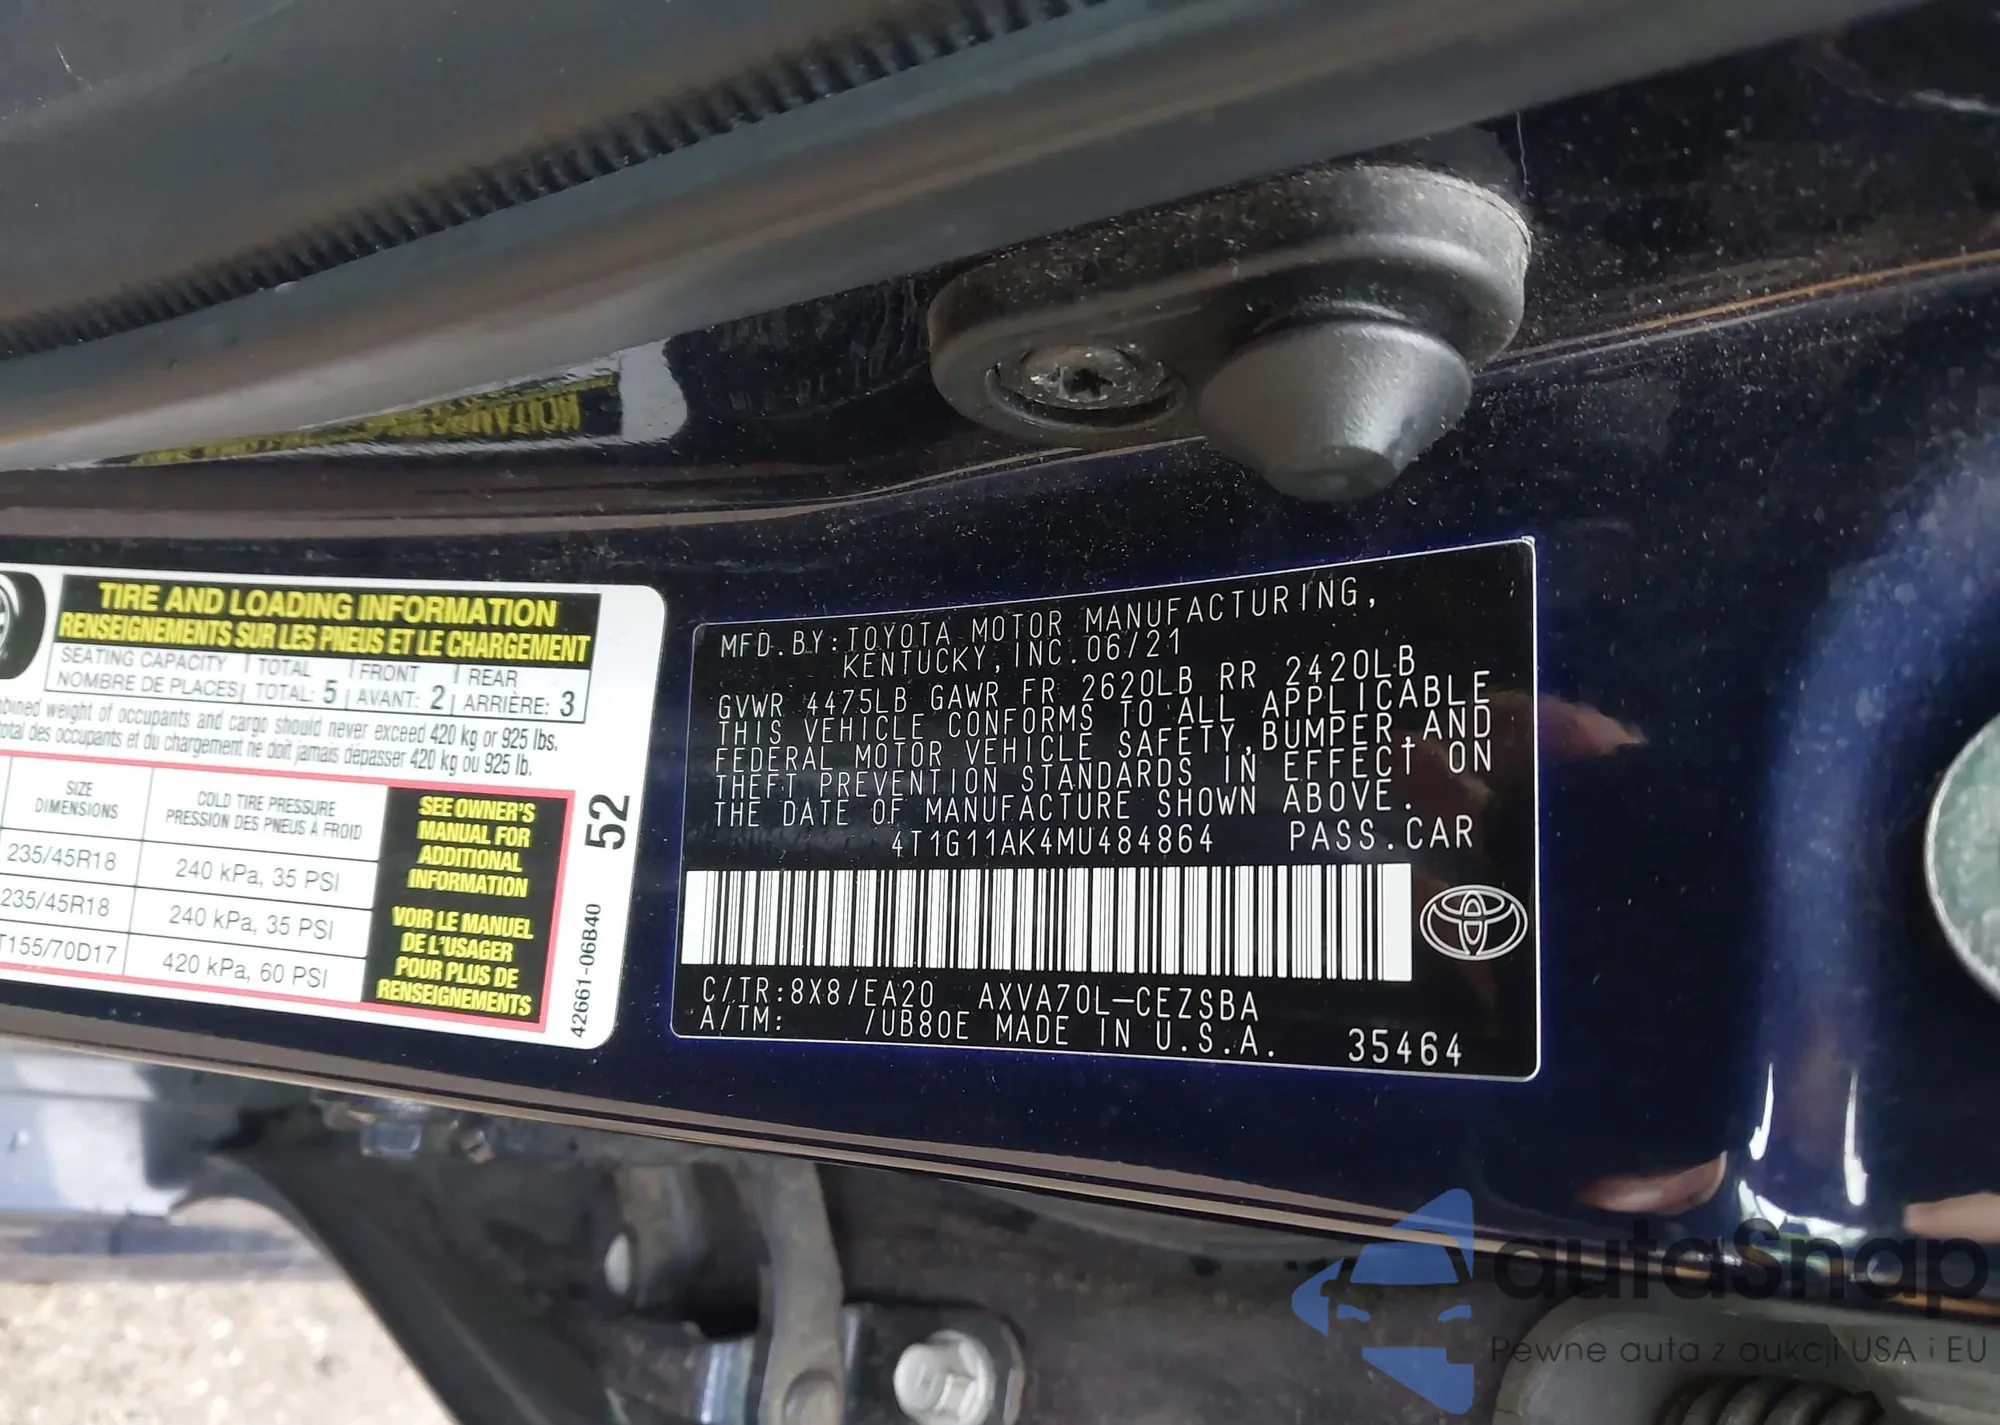 TIRE AND LOADING INFORMATION
RENSEIGNEMENTS SUR LES PNEUS ET LE CHARGEMENT
SEATING CAPACITY | TOTAL | FRONT | REAR
NOMBRE DE PLACES | TOTAL: 5 | AVANT: 2 | ARRIÈRE: 3
weight of occupants and cargo should never exceed 420 kg or 925 lbs.
total des occupants et du chargement ne doit jamais dépasser 420 kg ou 925 lb.
SIZE
DIMENSIONS
COLD TIRE PRESSURE
PRESSION DES PNEUS À FROID
235/45R18 240 kPa, 35 PSI
235/45R18 240 kPa, 35 PSI
T155/70D17 420 kPa, 60 PSI
SEE OWNER'S
MANUAL FOR
ADDITIONAL
INFORMATION
VOIR LE MANUEL
DE L'USAGER
POUR PLUS DE
RENSEIGNEMENTS
52
42661-06B40
MFD. BY: TOYOTA MOTOR MANUFACTURING,
KENTUCKY, INC. 06/21
GVWR 4475LB GAWR FR 2620LB RR 2420LB
THIS VEHICLE CONFORMS TO ALL APPLICABLE
FEDERAL MOTOR VEHICLE SAFETY, BUMPER, AND
THEFT PREVENTION STANDARDS IN EFFECT ON
THE DATE OF MANUFACTURE SHOWN ABOVE.
4T1G11AK4MU484864 PASS. CAR
C/TR: 8X8/EA20 AXVA70L-CEZSBA
A/TM: /UB80E MADE IN U.S.A. 35464
autaSnap
Pewne auta z aukcji USA i EU